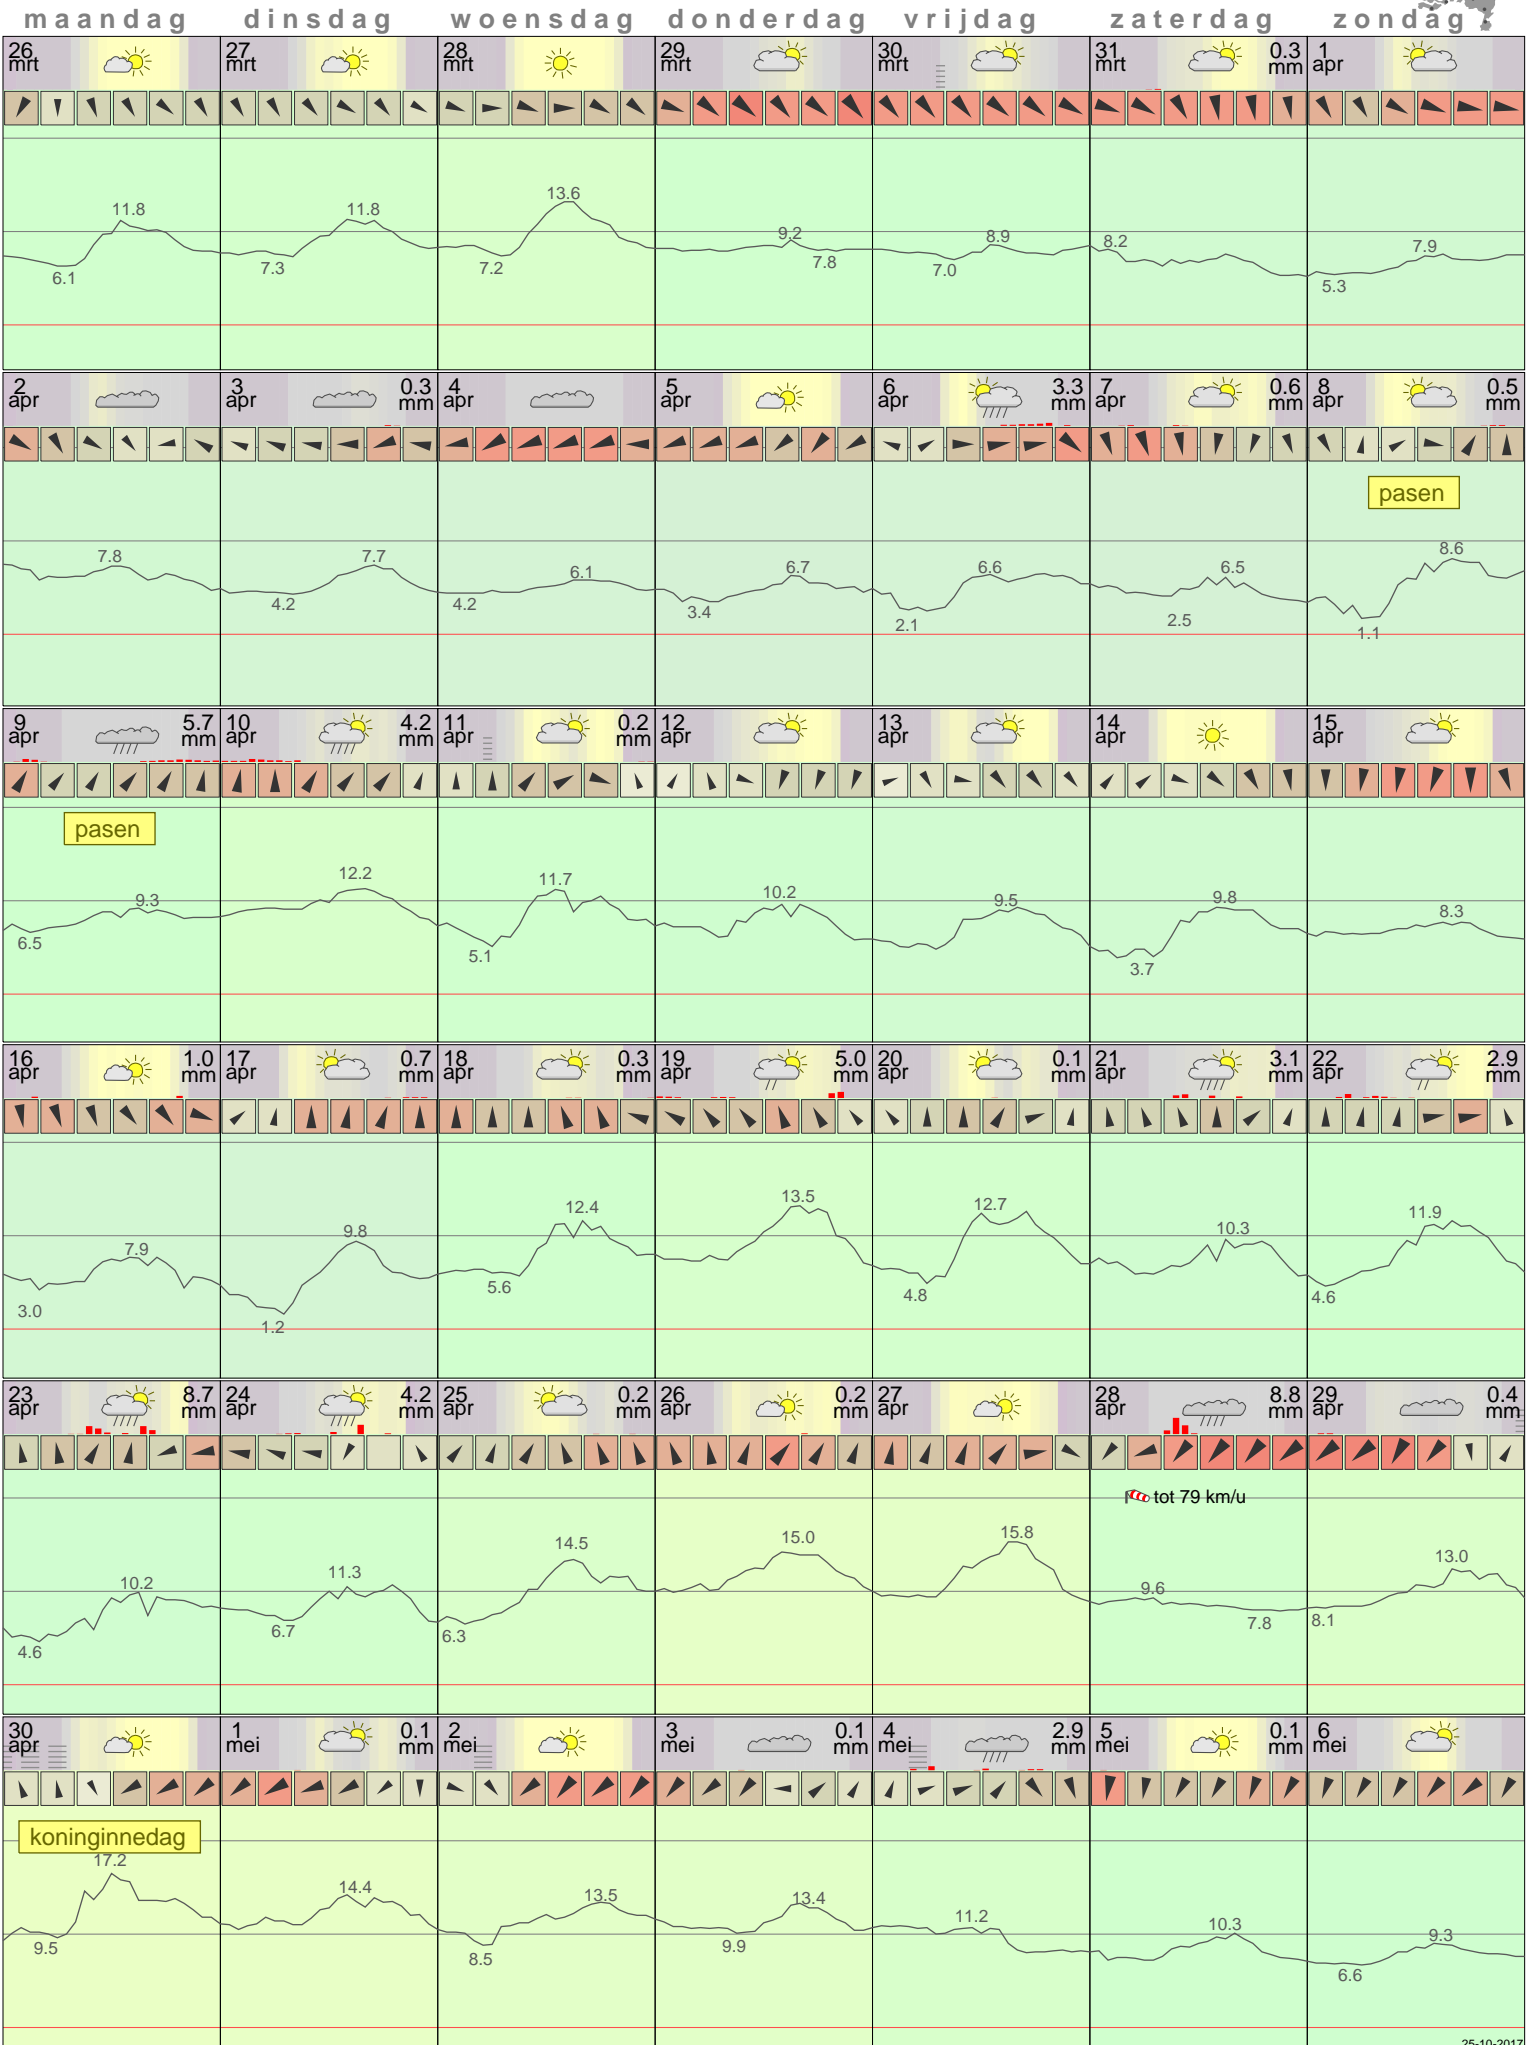 maandag dinsdag woensdag donderdag vrijdag zaterdag zondag
26 27 28 29 30 31 0.3 1
mrt mrt mrt mrt mrt mrt mm apr
13.6
11.8 11.8
9.2 8.9 8.2 7.9
6.1 7.3 7.2 7.8 7.0 5.3
2 3 0.3 4 5 6 3.3 7 0.6 8 0.5
apr apr mm apr apr apr mm apr mm apr mm
pasen
7.8 7.7 6.1 6.7 6.6 6.5 8.6
4.2 4.2 3.4 2.1 2.5 1.1
9 5.7 10 4.2 11 0.2 12 13 14 15
apr mm apr mm apr mm apr apr apr apr
pasen
9.3 12.2 11.7 10.2 9.5 9.8 8.3
6.5 5.1 3.7
16 1.0 17 0.7 18 0.3 19 5.0 20 0.1 21 3.1 22 2.9
apr mm apr mm apr mm apr mm apr mm apr mm apr mm
7.9 9.8 12.4 13.5 12.7 10.3 11.9
3.0 1.2 5.6 4.8 4.6
23 8.7 24 4.2 25 0.2 26 0.2 27 28 8.8 29 0.4
apr mm apr mm apr mm apr mm apr apr mm apr mm
tot 79 km/u
10.2 11.3 14.5 15.0 15.8 9.6 13.0
4.6 6.7 6.3 7.8 8.1
30 1 0.1 2 3 0.1 4 2.9 5 0.1 6
apr mei mm mei mei mm mei mm mei mm mei
koninginnedag
17.2 14.4 13.5 13.4 11.2 10.3 9.3
9.5 8.5 9.9 6.6
25-10-2017